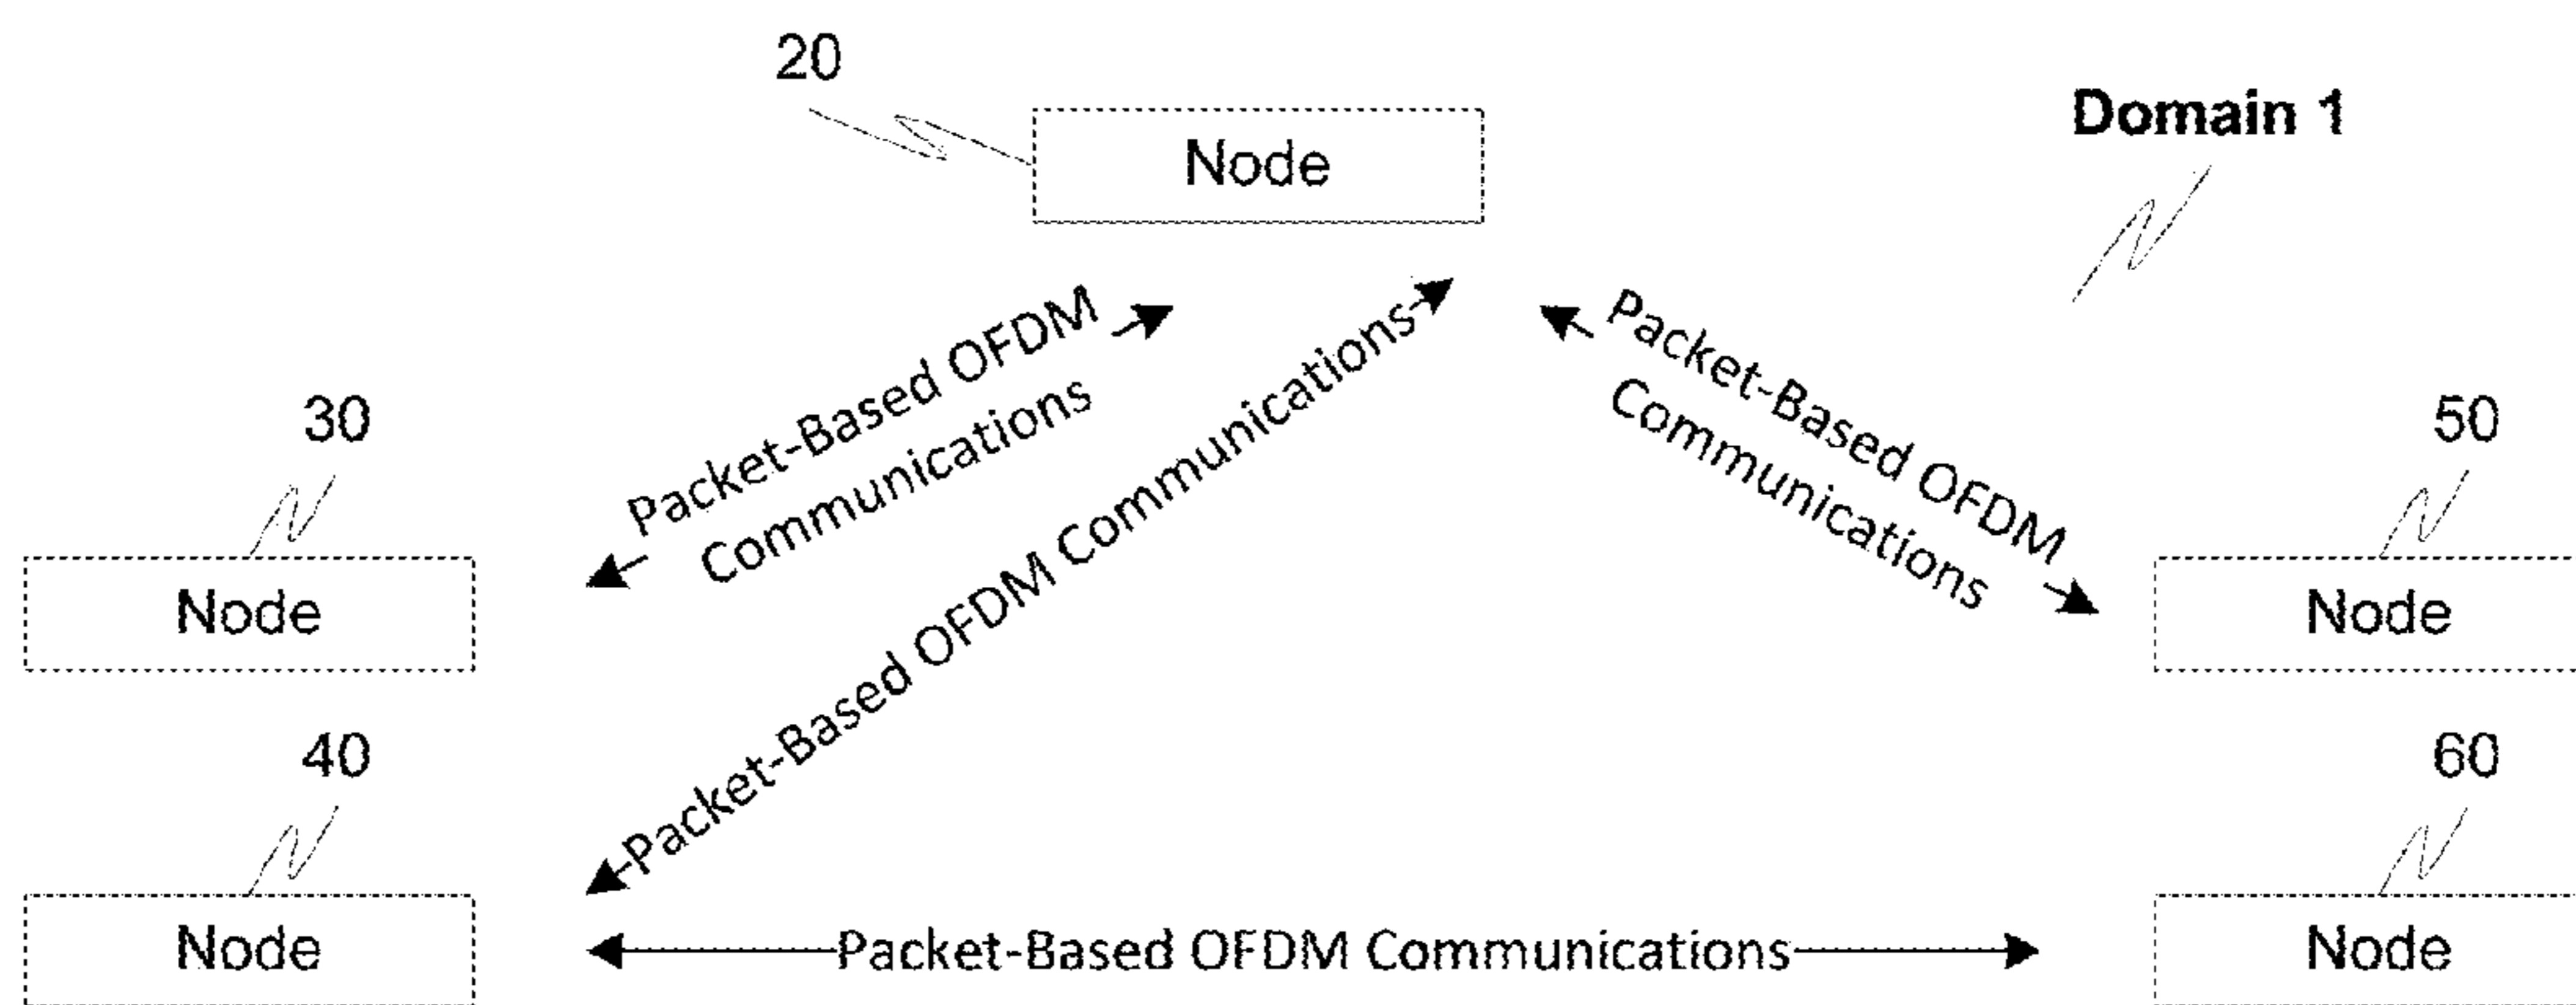 20
Domain 1
Node
Packet-Based OFDM
Communications
Packet-Based OFDM Communications
Packet-Based OFDM
Communications
30
50
Node
Node
40
60
Node
Packet-Based OFDM Communications
Node